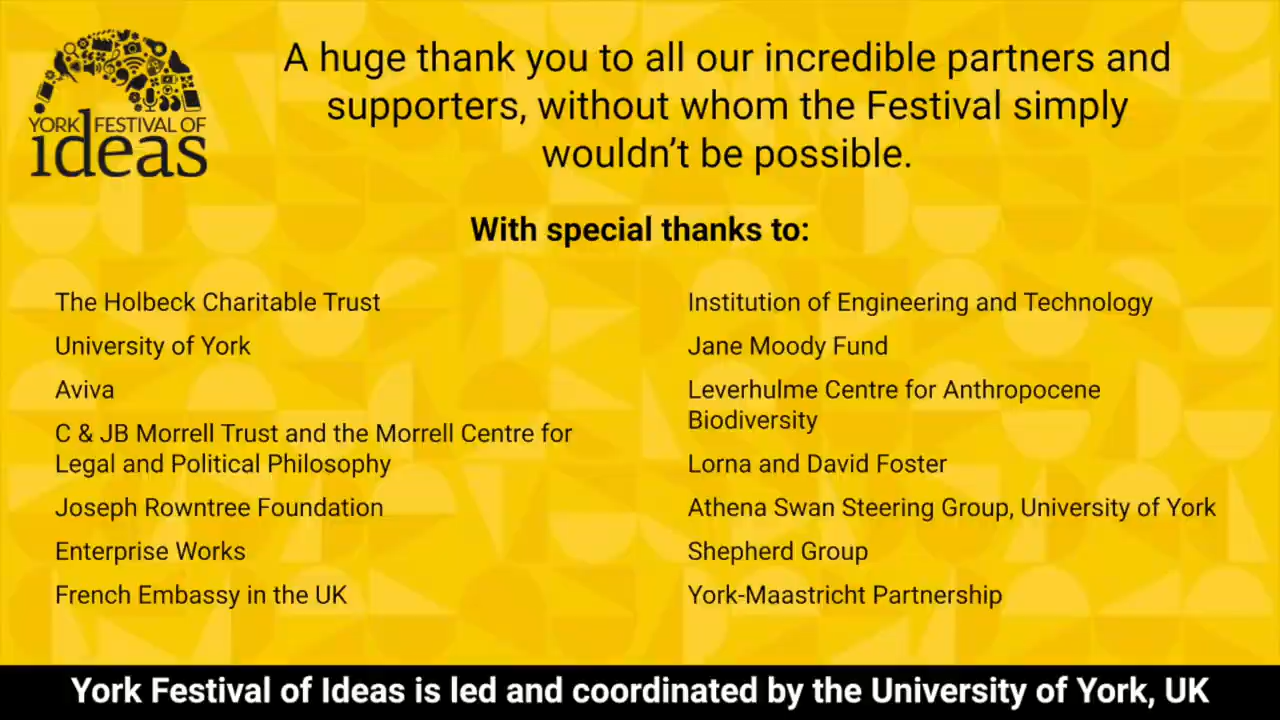 YORK FESTIVAL OF
ideas
A huge thank you to all our incredible partners and
supporters, without whom the Festival simply
wouldn't be possible.
With special thanks to:
The Holbeck Charitable Trust
University of York
Aviva
C & JB Morrell Trust and the Morrell Centre for
Legal and Political Philosophy
Joseph Rowntree Foundation
Enterprise Works
French Embassy in the UK
Institution of Engineering and Technology
Jane Moody Fund
Leverhulme Centre for Anthropocene
Biodiversity
Lorna and David Foster
Athena Swan Steering Group, University of York
Shepherd Group
York-Maastricht Partnership
York Festival of Ideas is led and coordinated by the University of York, UK